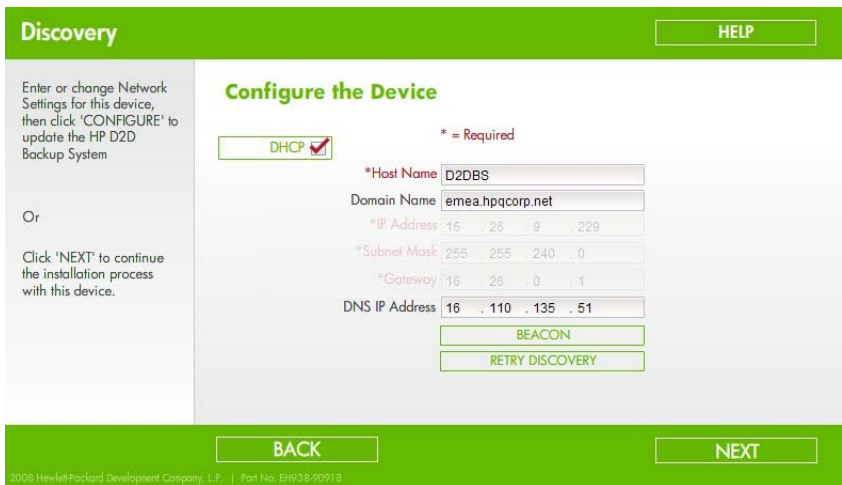 Discovery
HELP
Enter or change Network
Settings for this device,
then click 'CONFIGURE' to
update the HP D2D
Backup System
Or
Click 'NEXT' to continue
the installation process
with this device.
Configure the Device
DHCP
* = Required
*Host Name D2DBS
Domain Name emea.hpqcorp.net
*IP Address 16 . 26 . 9 . 229
*Subnet Mask 255 . 255 . 240 . 0
*Gateway 16 . 26 . 0 . 1
DNS IP Address 16 . 110 . 135 . 51
BEACON
RETRY DISCOVERY
BACK
NEXT
2008 Hewlett-Packard Development Company, L.P. | Part No. EH938-90918